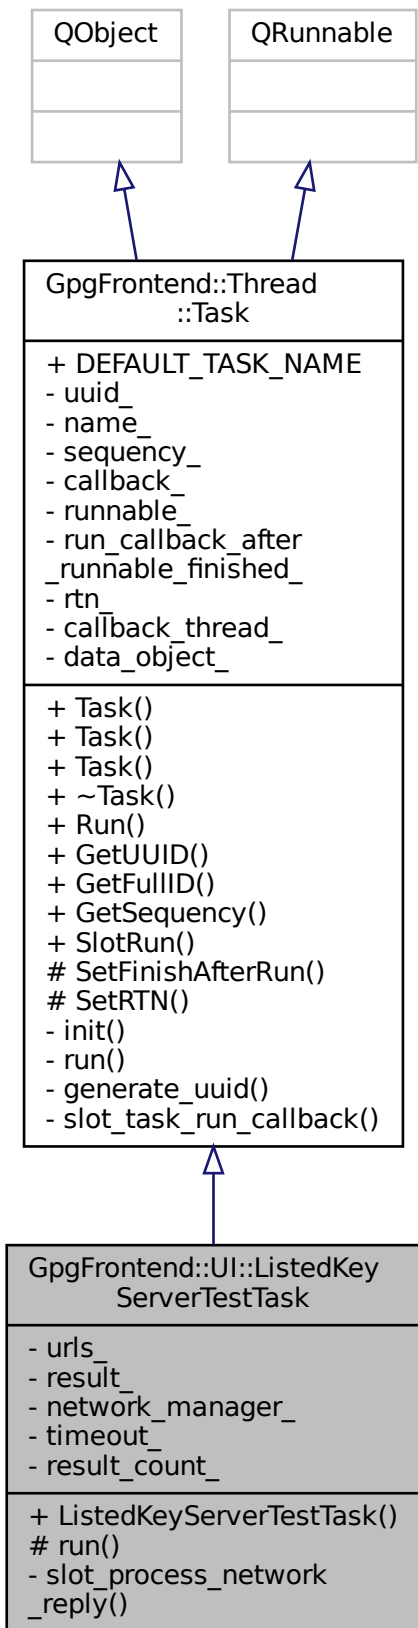 QObject
QRunnable
GpgFrontend::Thread
::Task
+ DEFAULT_TASK_NAME
- uuid_
- name_
- sequency_
- callback_
- runnable_
- run_callback_after
_runnable_finished_
- rtn_
- callback_thread_
- data_object_
+ Task()
+ Task()
+ Task()
+ ~Task()
+ Run()
+ GetUUID()
+ GetFullID()
+ GetSequency()
+ SlotRun()
# SetFinishAfterRun()
# SetRTN()
- init()
- run()
- generate_uuid()
- slot_task_run_callback()
GpgFrontend::UI::ListedKey
ServerTestTask
- urls_
- result_
- network_manager_
- timeout_
- result_count_
+ ListedKeyServerTestTask()
# run()
- slot_process_network
_reply()